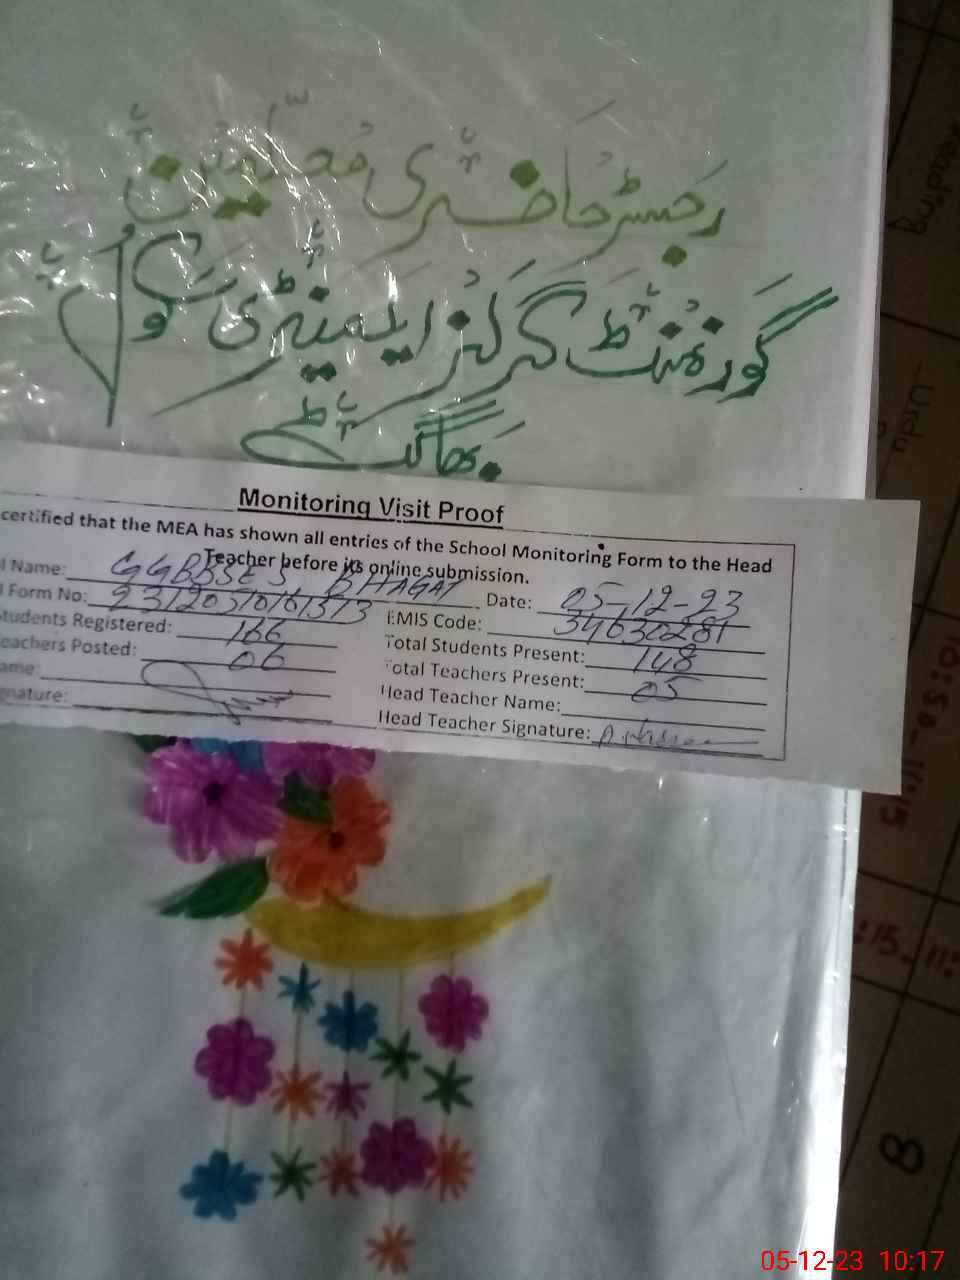 رجسٹر حاضری معلمین
گورنمنٹ گرلز ایلیمنٹری سکول
بھاگٹ
Monitoring Visit Proof
certified that the MEA has shown all entries of the School Monitoring Form to the Head
Teacher before its online submission.
l Name: BHAGAT Date: 05-12-23
l Form No: EMIS Code: 34630281
tudents Registered: 166 Total Students Present: 148
eachers Posted: 06 Total Teachers Present: 05
ame: Head Teacher Name:
gnature: Head Teacher Signature:
Urdu
8
05-12-23 10:17